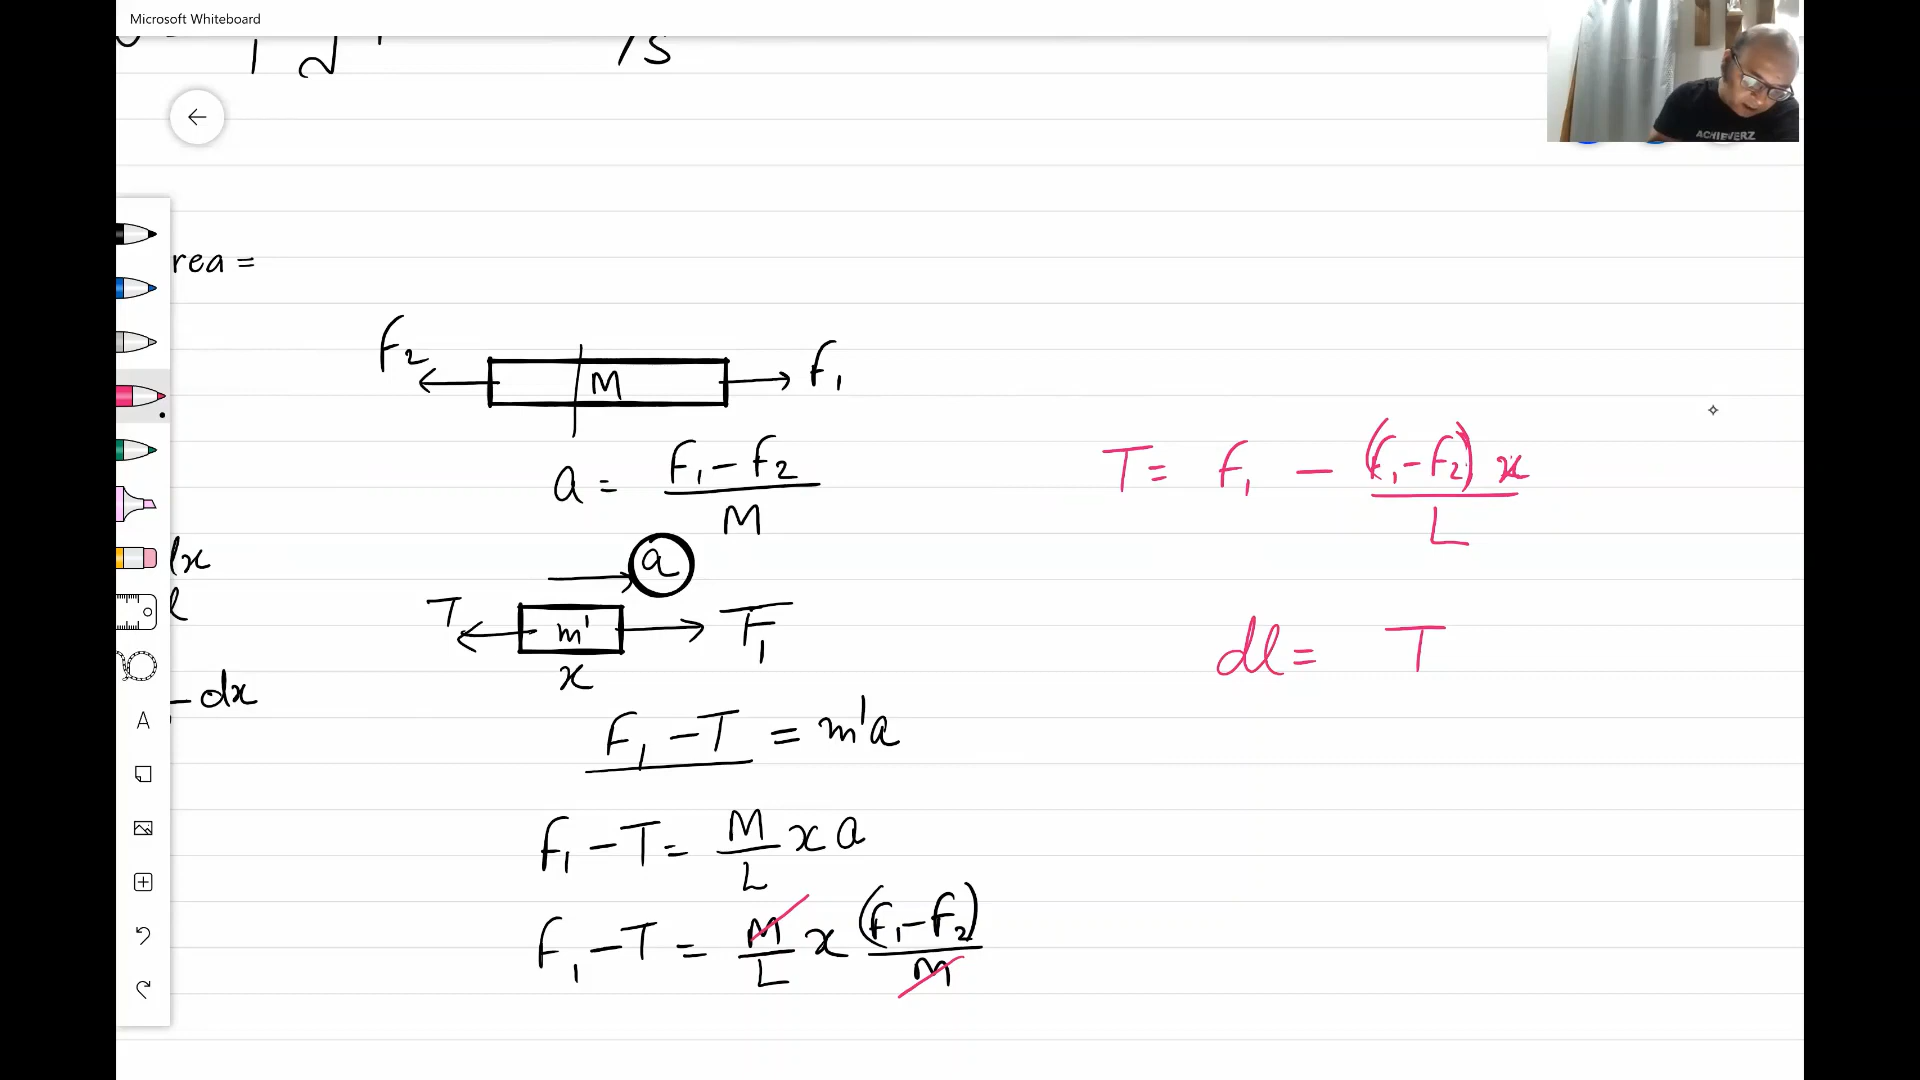 Microsoft Whiteboard
/s
ACHIEVERZ
rea =
F₂ M F₁
a = F₁ - F₂ / M
T = F₁ - (F₁ - F₂) x / L
dx
l
a
T m' F₁
x
dl = T
- dx
A
F₁ - T = m'a
F₁ - T = M/L x a
F₁ - T = M/L x (F₁ - F₂)/M